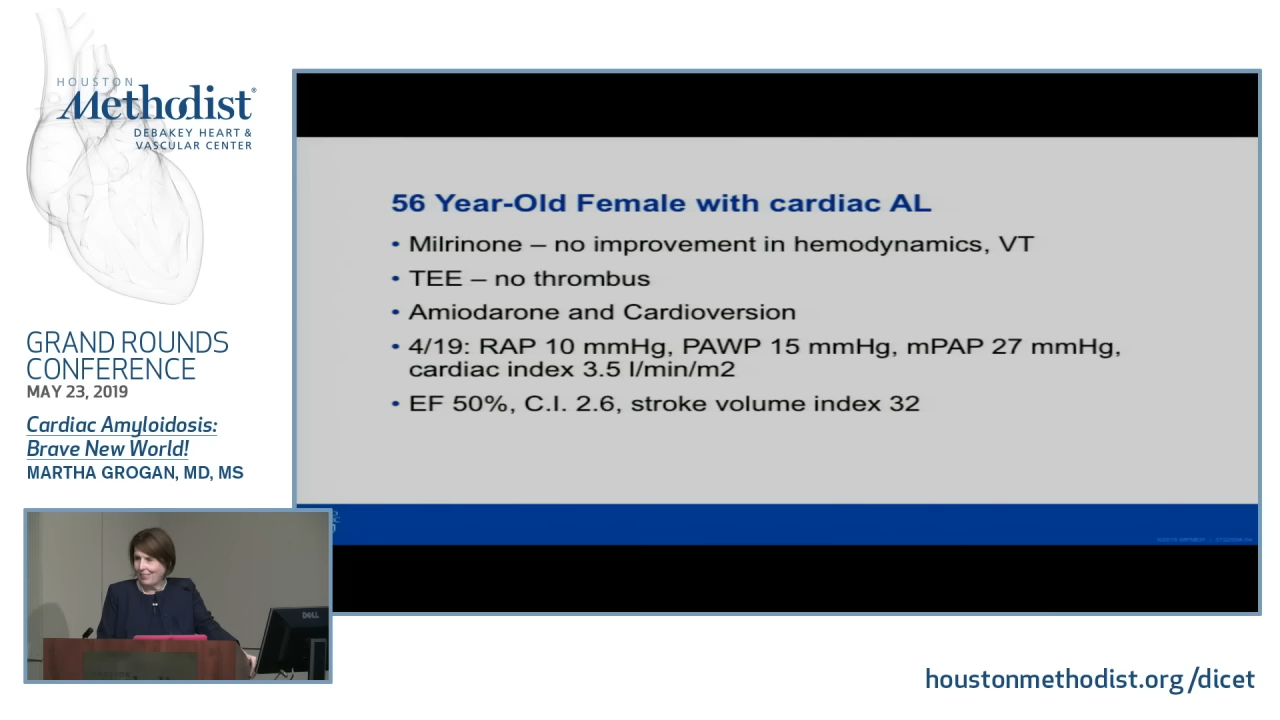 HOUSTON
Methodist®
DEBAKEY HEART &
VASCULAR CENTER
GRAND ROUNDS
CONFERENCE
MAY 23, 2019
Cardiac Amyloidosis:
Brave New World!
MARTHA GROGAN, MD, MS
56 Year-Old Female with cardiac AL
• Milrinone – no improvement in hemodynamics, VT
• TEE – no thrombus
• Amiodarone and Cardioversion
• 4/19: RAP 10 mmHg, PAWP 15 mmHg, mPAP 27 mmHg,
cardiac index 3.5 l/min/m2
• EF 50%, C.I. 2.6, stroke volume index 32
DELL
houstonmethodist.org/dicet